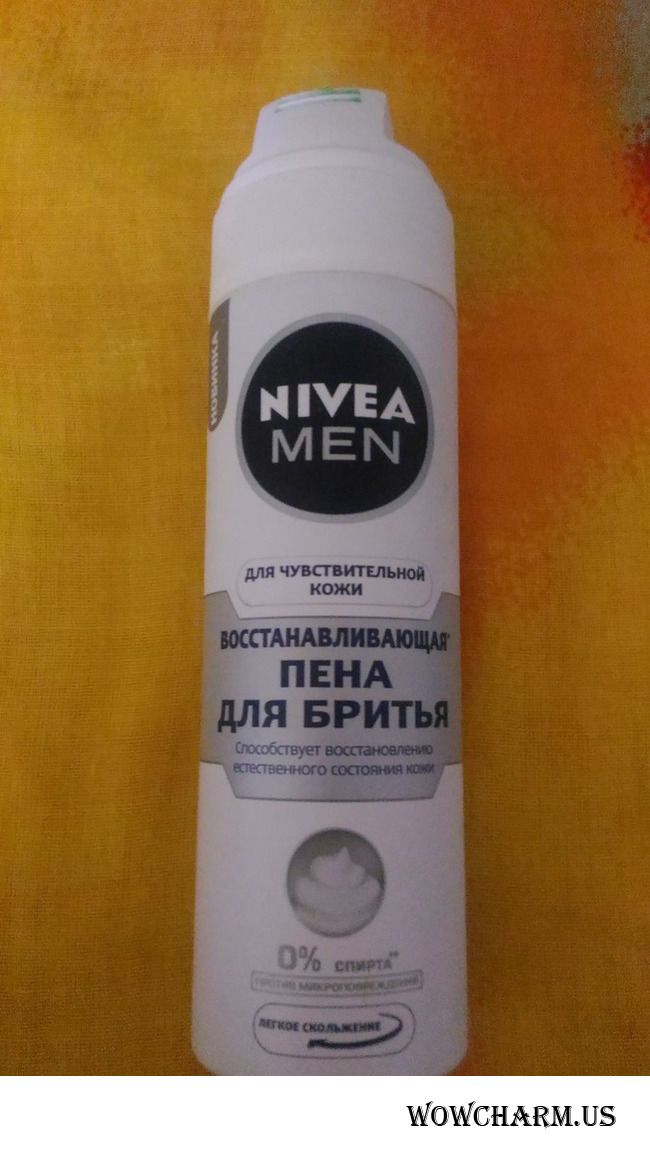 НОВИНКА
NIVEA
MEN
ДЛЯ ЧУВСТВИТЕЛЬНОЙ
КОЖИ
ВОССТАНАВЛИВАЮЩАЯ*
ПЕНА
ДЛЯ БРИТЬЯ
Способствует восстановлению
естественного состояния кожи
0% СПИРТА**
ПРОТИВ МИКРОПОВРЕЖДЕНИЙ
ЛЕГКОЕ СКОЛЬЖЕНИЕ
WOWCHARM.US